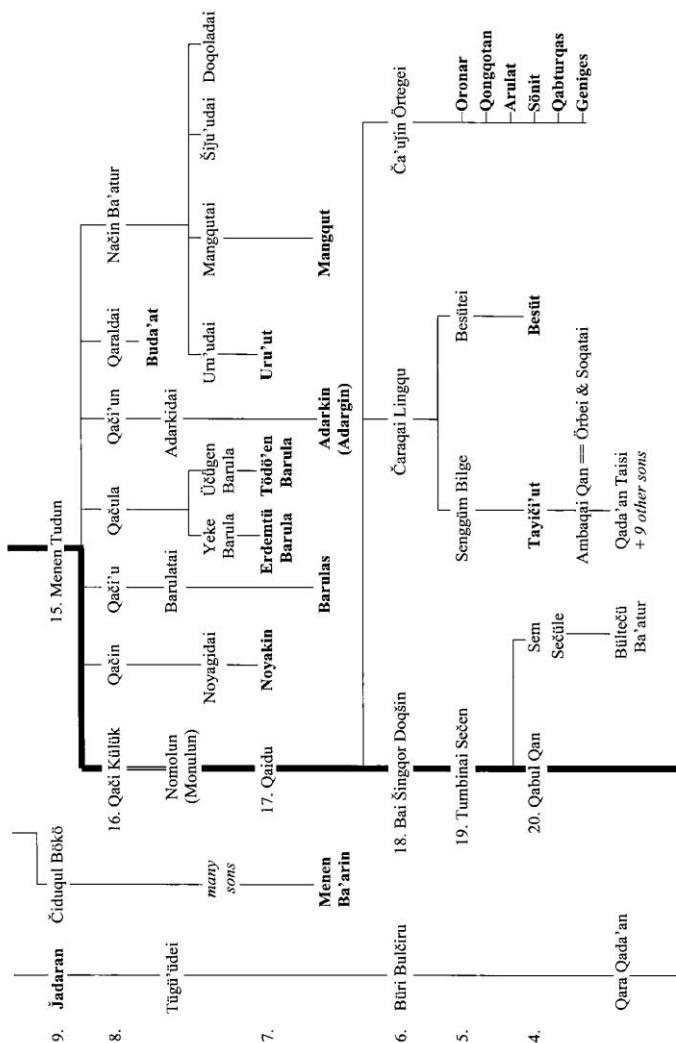 9.
Jadaran
Čiduqul Bökö
15. Menen Tudun
8.
16. Qači Külük
Qačin
Qači'u
Qačula
Qači'un
Qaraldai
Način Ba'atur
Tügü'üdei
Nomolun
(Monulun)
Barulatai
Adarkidai
Buda'at
many
sons
Noyagidai
Yeke
Barula
Üčügen
Barula
Uru'udai
Mangqutai
Šiǰu'udai
Doqoladai
7.
17. Qaidu
Noyakin
Erdemtü
Barula
Tödö'en
Barula
Uru'ut
Menen
Ba'arin
Barulas
Adarkin
(Adargin)
Mangqut
6.
Büri Bulčiru
18. Bai Šingqor Doqšin
Čaraqai Lingqu
Ča'uǰin Örtegei
5.
19. Tumbinai Sečen
Senggüm Bilge
Besütei
Oronar
Qongqotan
Arulat
Sönit
Qabturqas
Geniges
4.
20. Qabul Qan
Sem
Sečüle
Tayiči'ut
Besüt
Ambaqai Qan == Örbei & Soqatai
Qara Qada'an
Bültečü
Ba'atur
Qada'an Taisi
+ 9 other sons